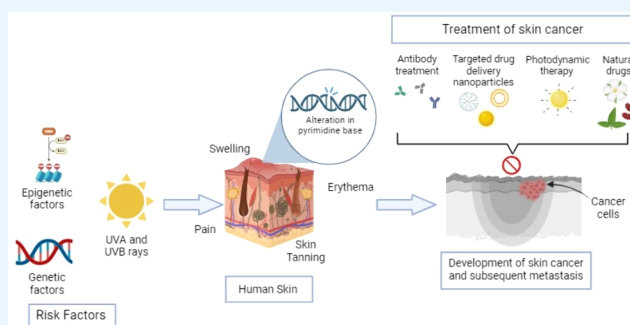 Treatment of skin cancer
Antibody
treatment
Targeted drug
delivery
nanoparticles
Photodynamic
therapy
Natural
drugs
Alteration in
pyrimidine base
Swelling
Erythema
Pain
Skin
Tanning
Human Skin
Epigenetic
factors
UVA and
UVB rays
Genetic
factors
Risk Factors
Cancer
cells
Development of skin cancer
and subsequent metastasis